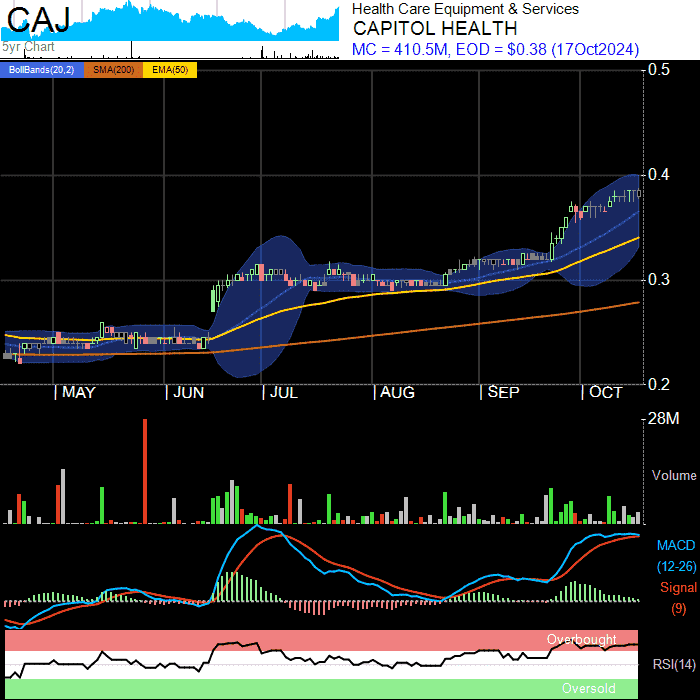 CAJ
5yr Chart
Health Care Equipment & Services
CAPITOL HEALTH
MC = 410.5M, EOD = $0.38 (17Oct2024)
BollBands(20,2) SMA(200) EMA(50)
0.5
0.4
0.3
0.2
MAY JUN JUL AUG SEP OCT
28M
Volume
MACD
(12-26)
Signal
(9)
Overbought
RSI(14)
Oversold